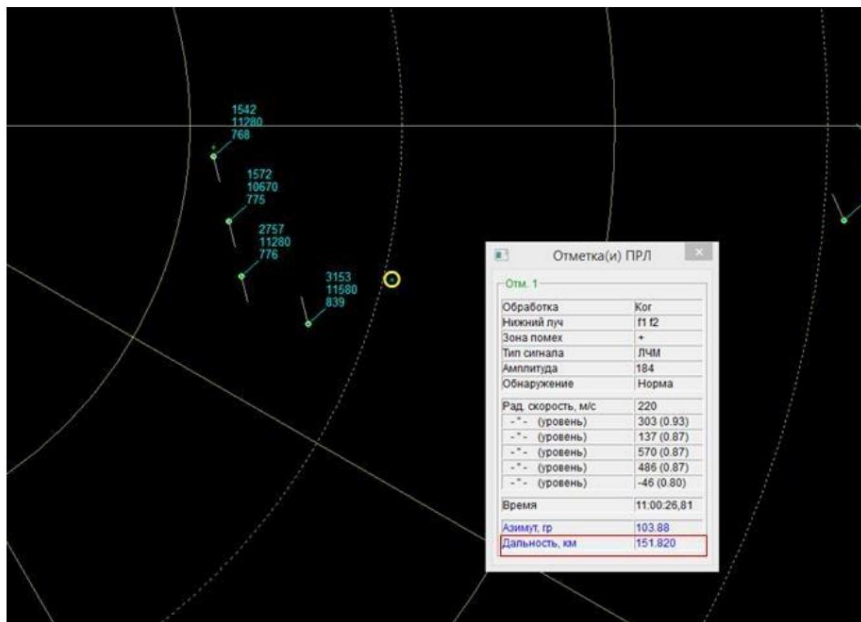 1542
11280
768
1572
10670
775
2757
11280
776
3153
11580
839
Отметка(и) ПРЛ
Отм. 1
Обработка Ког
Нижний луч f1 f2
Зона помех +
Тип сигнала ЛЧМ
Амплитуда 184
Обнаружение Норма
Рад. скорость, м/с 220
- " - (уровень) 303 (0.93)
- " - (уровень) 137 (0.87)
- " - (уровень) 570 (0.87)
- " - (уровень) 486 (0.87)
- " - (уровень) -46 (0.80)
Время 11:00:26,81
Азимут, гр 103.88
Дальность, км 151.820